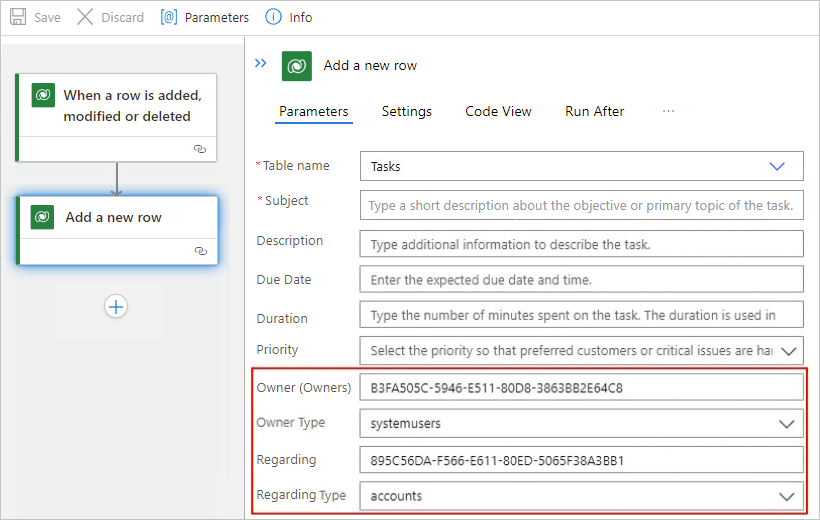 Save Discard Parameters Info
When a row is added,
modified or deleted
Add a new row
Add a new row
Parameters Settings Code View Run After ...
* Table name Tasks
* Subject Type a short description about the objective or primary topic of the task.
Description Type additional information to describe the task.
Due Date Enter the expected due date and time.
Duration Type the number of minutes spent on the task. The duration is used in
Priority Select the priority so that preferred customers or critical issues are ha
Owner (Owners) B3FA505C-5946-E511-80D8-3863BB2E64C8
Owner Type systemusers
Regarding 895C56DA-F566-E611-80ED-5065F38A3BB1
Regarding Type accounts